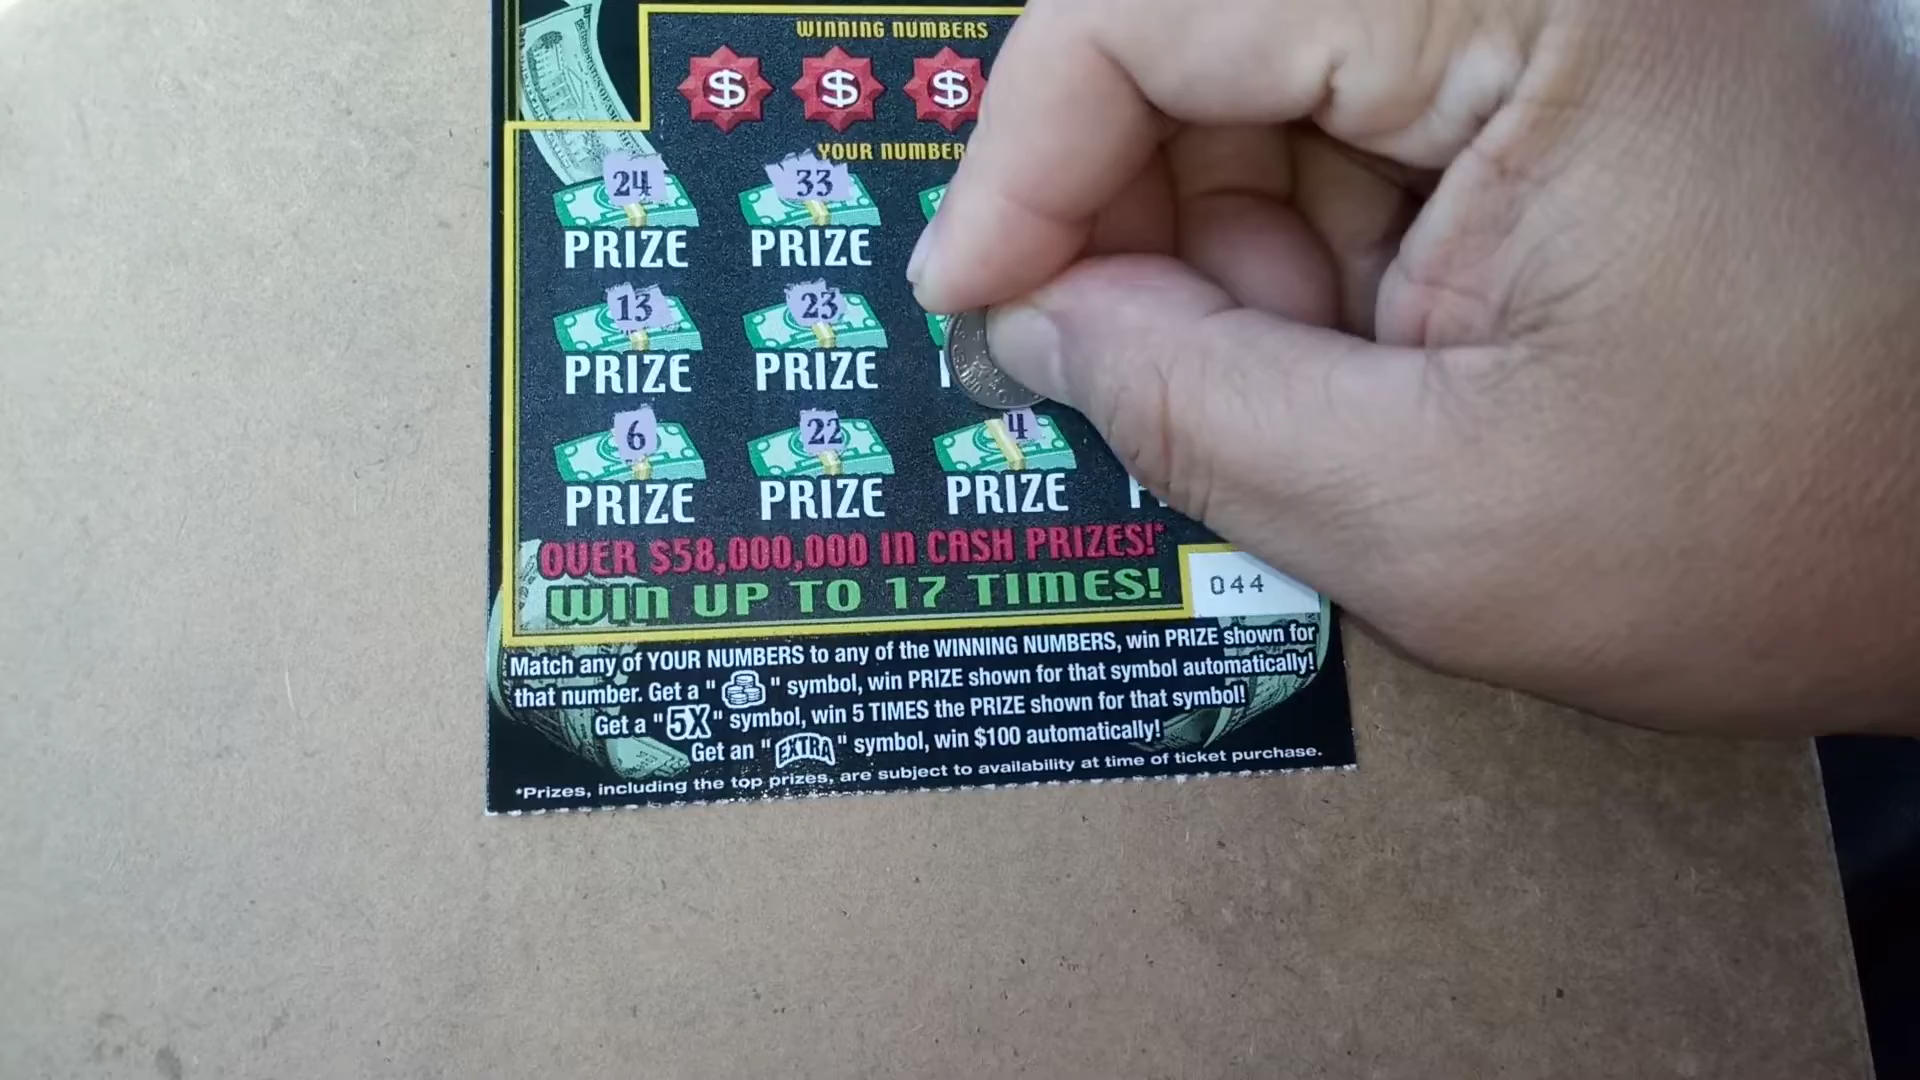 WINNING NUMBERS
$ $ $
YOUR
24 33
PRIZE PRIZE
13 23
PRIZE PRIZE
6 22 4
PRIZE PRIZE PRIZE
OVER $58,000,000 IN CASH PRIZES!*
WIN UP TO 17 TIMES!
044
Match any of YOUR NUMBERS to any of the WINNING NUMBERS, win PRIZE shown for
that number. Get a " " symbol, win PRIZE shown for that symbol automatically!
Get a "5X" symbol, win 5 TIMES the PRIZE shown for that symbol!
Get an "EXTRA" symbol, win $100 automatically!
*Prizes, including the top prizes, are subject to availability at time of ticket purchase.